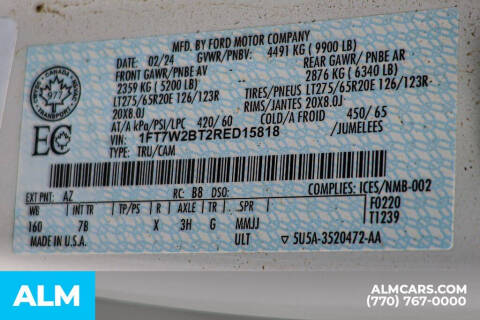 MFD. BY FORD MOTOR COMPANY
DATE: 02/24 GVWR/PNBV: 4491 KG ( 9900 LB)
FRONT GAWR/PNBE AV REAR GAWR/ PNBE AR
2359 KG ( 5200 LB) 2876 KG ( 6340 LB)
LT275/65R20E 126/123R TIRES/PNEUS LT275/65R20E 126/123R
20X8.0J RIMS/JANTES 20X8.0J
AT/A kPa/PSI/LPC 420/ 60 COLD/A FROID 450/ 65
VIN: 1FT7W2BT2RED15818 /JUMELEES
TYPE: TRU/CAM
CANADA
TRANSPORT
EC
EXT PNT: AZ RC: B8 DSO: COMPLIES: ICES/NMB-002
WB INT TR TP/PS R AXLE TR SPR F0220
160 7B X 3H G MMJJ T1239
MADE IN U.S.A. ULT 5U5A-3520472-AA
ALM
ALMCARS.COM
(770) 767-0000